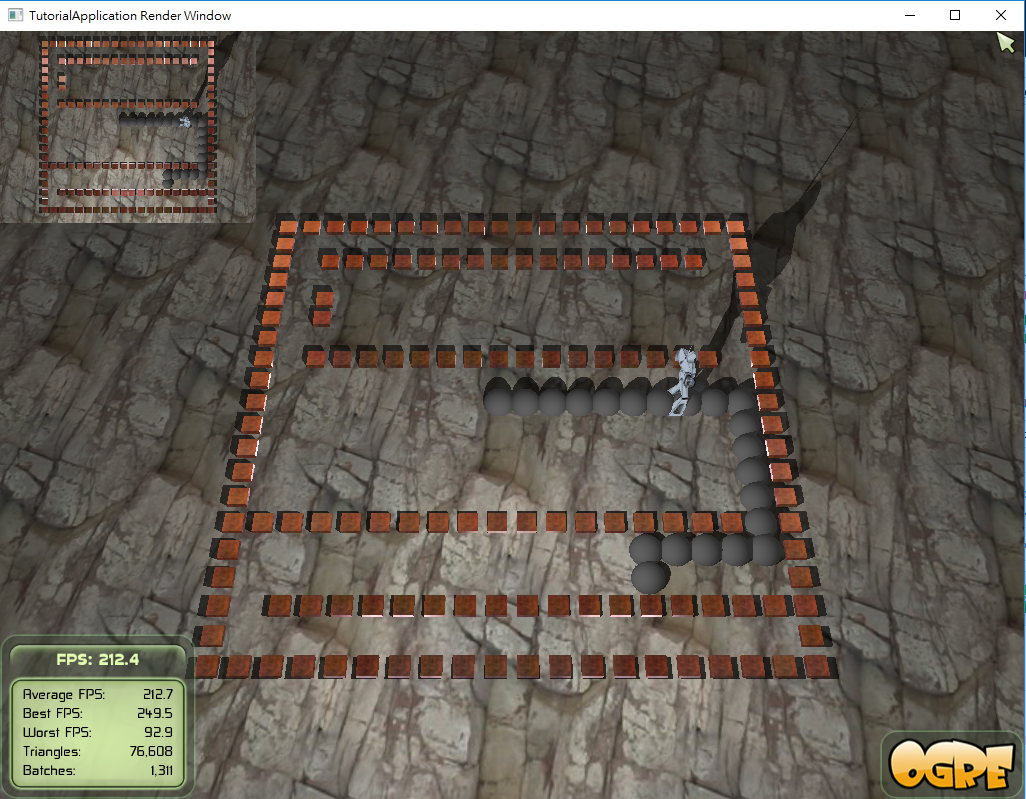 TutorialApplication Render Window
FPS: 212.4
Average FPS: 212.7
Best FPS: 249.5
Worst FPS: 92.9
Triangles: 76,608
Batches: 1,311
OGRE